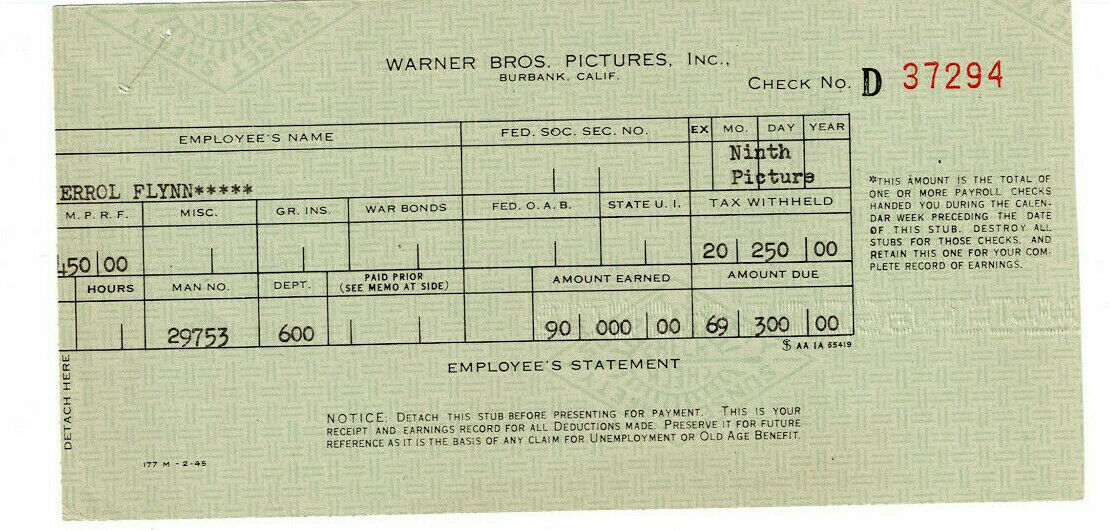 WARNER BROS. PICTURES, INC.,
BURBANK, CALIF.
CHECK NO. D 37294
EMPLOYEE'S NAME FED. SOC. SEC. NO. EX MO. DAY YEAR
Ninth
ERROL FLYNN***** Picture
M. P. R. F. MISC. GR. INS. WAR BONDS FED. O. A. B. STATE U. I. TAX WITHHELD
450 00 20 250 00
HOURS MAN NO. DEPT. PAID PRIOR (SEE MEMO AT SIDE) AMOUNT EARNED AMOUNT DUE
29753 600 90 000 00 69 300 00
*THIS AMOUNT IS THE TOTAL OF
ONE OR MORE PAYROLL CHECKS
HANDED YOU DURING THE CALEN-
DAR WEEK PRECEDING THE DATE
OF THIS STUB. DESTROY ALL
STUBS FOR THOSE CHECKS, AND
RETAIN THIS ONE FOR YOUR COM-
PLETE RECORD OF EARNINGS.
AA IA 65419
EMPLOYEE'S STATEMENT
DETACH HERE
NOTICE: DETACH THIS STUB BEFORE PRESENTING FOR PAYMENT. THIS IS YOUR
RECEIPT AND EARNINGS RECORD FOR ALL DEDUCTIONS MADE. PRESERVE IT FOR FUTURE
REFERENCE AS IT IS THE BASIS OF ANY CLAIM FOR UNEMPLOYMENT OR OLD AGE BENEFIT.
177 M - 2-45